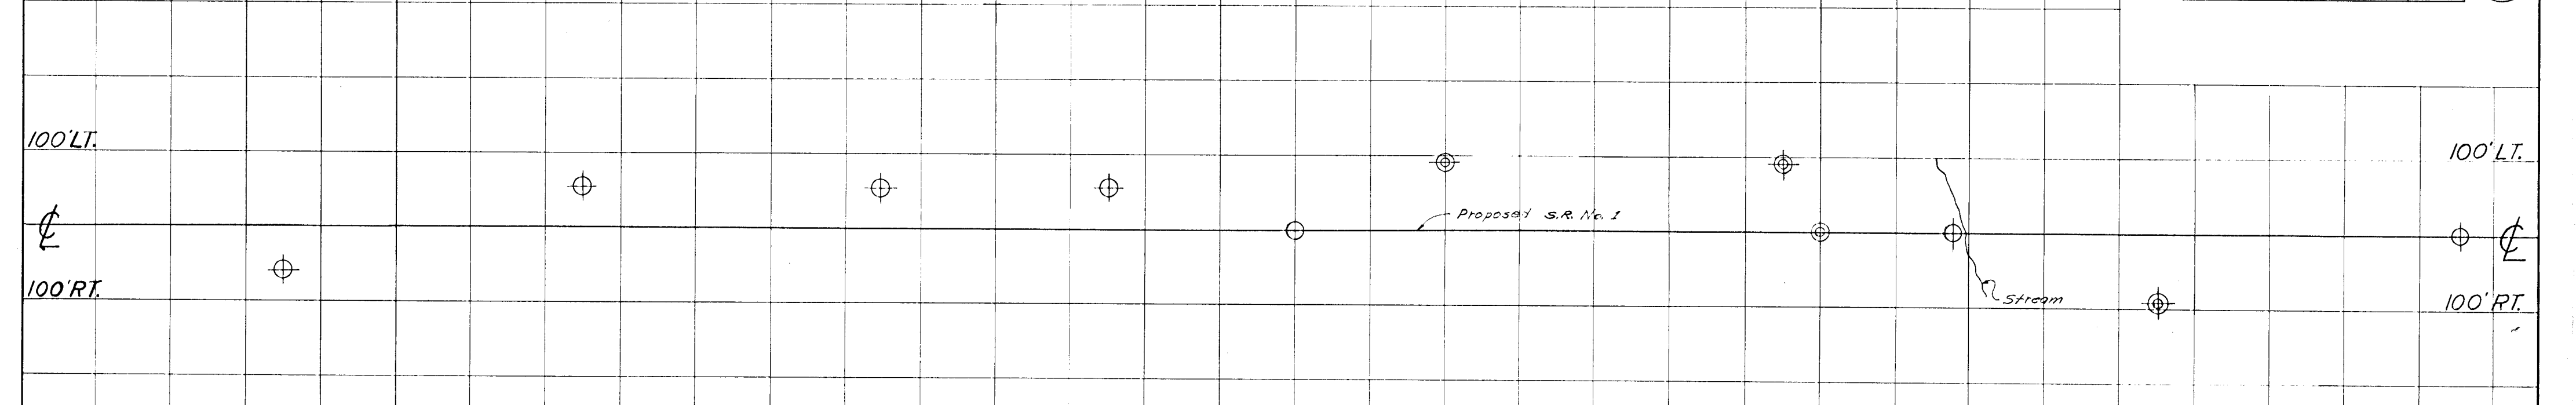 100'LT.
100'LT.
Proposed S.R. No. 1
℄
℄
100'RT.
Stream
100'RT.